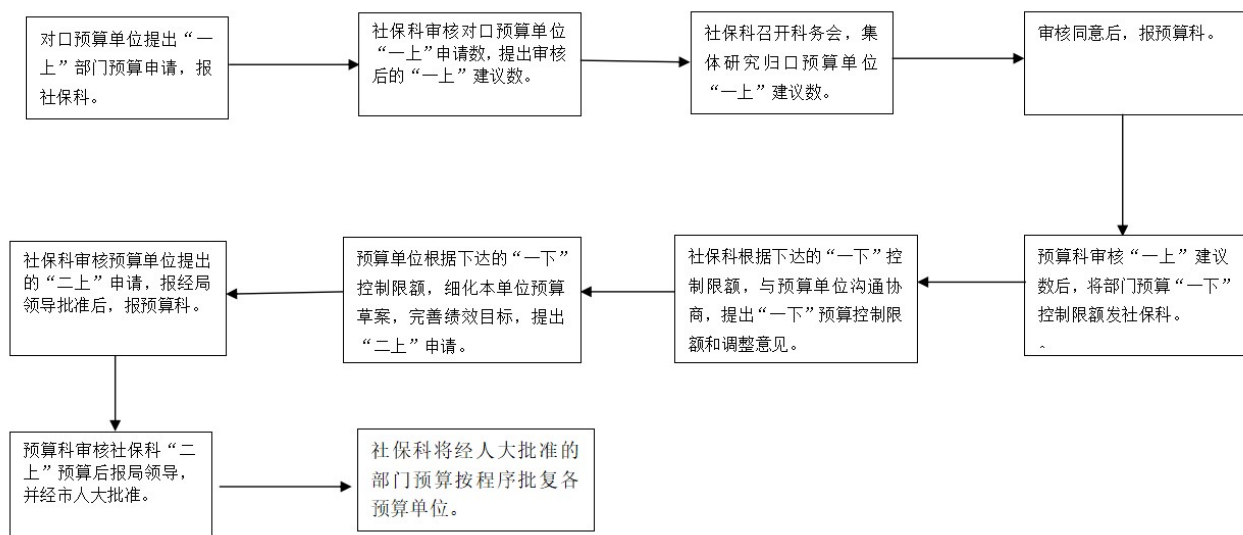 对口预算单位提出“一
上”部门预算申请，报
社保科。
社保科审核对口预算单位
“一上”申请数，提出审核
后的“一上”建议数。
社保科召开科务会，集
体研究归口预算单位
“一上”建议数。
审核同意后，报预算科。
预算科审核“一上”建议
数后，将部门预算“一下”
控制限额发社保科。
。
社保科根据下达的“一下”控
制限额，与预算单位沟通协
商，提出“一下”预算控制限
额和调整意见。
预算单位根据下达的“一下”
控制限额，细化本单位预算
草案，完善绩效目标，提出
“二上”申请。
社保科审核预算单位提出
的“二上”申请，报经局
领导批准后，报预算科。
预算科审核社保科“二
上”预算后报局领导，
并经市人大批准。
社保科将经人大批准的
部门预算按程序批复各
预算单位。